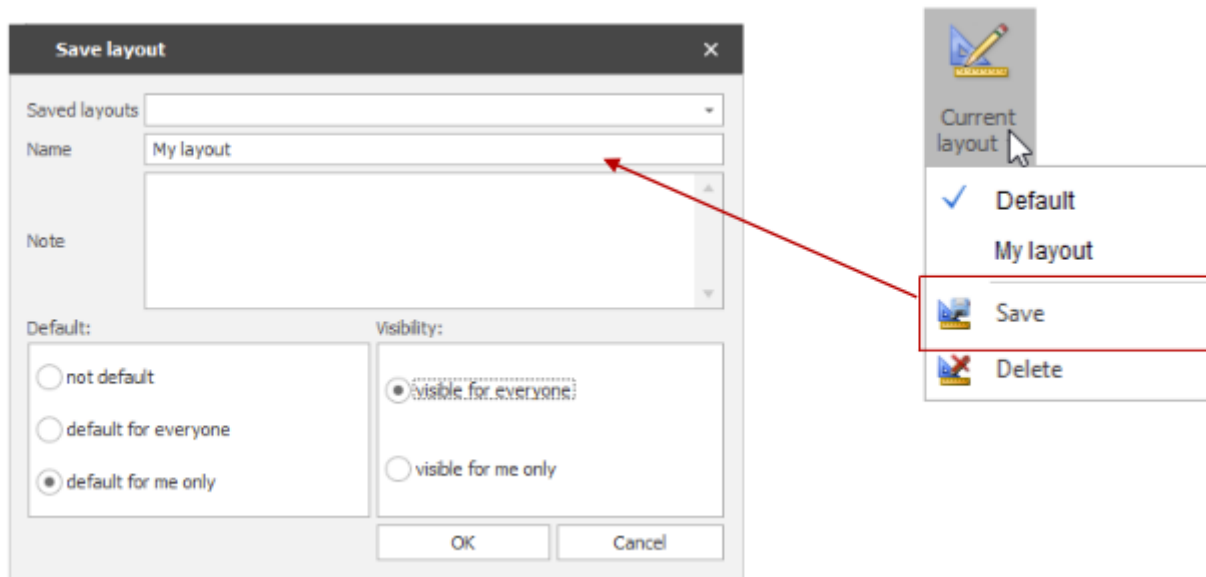 Save layout
Saved layouts
Name
My layout
Note
Default:
not default
default for everyone
default for me only
Visibility:
visible for everyone
visible for me only
OK
Cancel
Current
layout
Default
My layout
Save
Delete